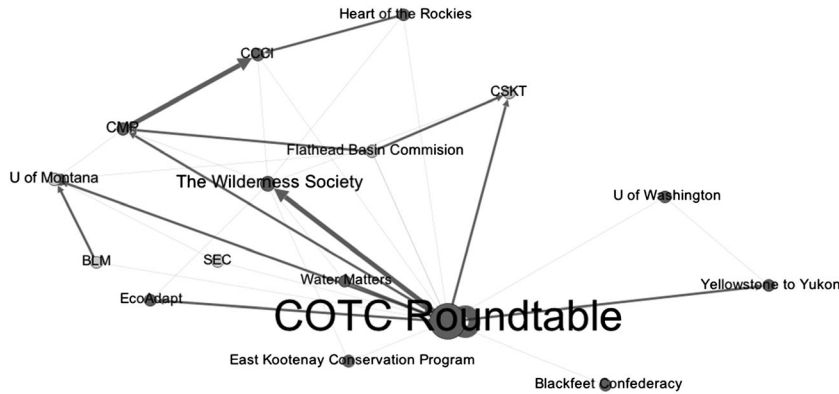 Heart of the Rockies
CCCI
CSKT
CMP
Flathead Basin Commision
U of Montana
The Wilderness Society
U of Washington
BLM
SEC
Water Matters
Yellowstone to Yukon
EcoAdapt
COTC Roundtable
East Kootenay Conservation Program
Blackfeet Confederacy